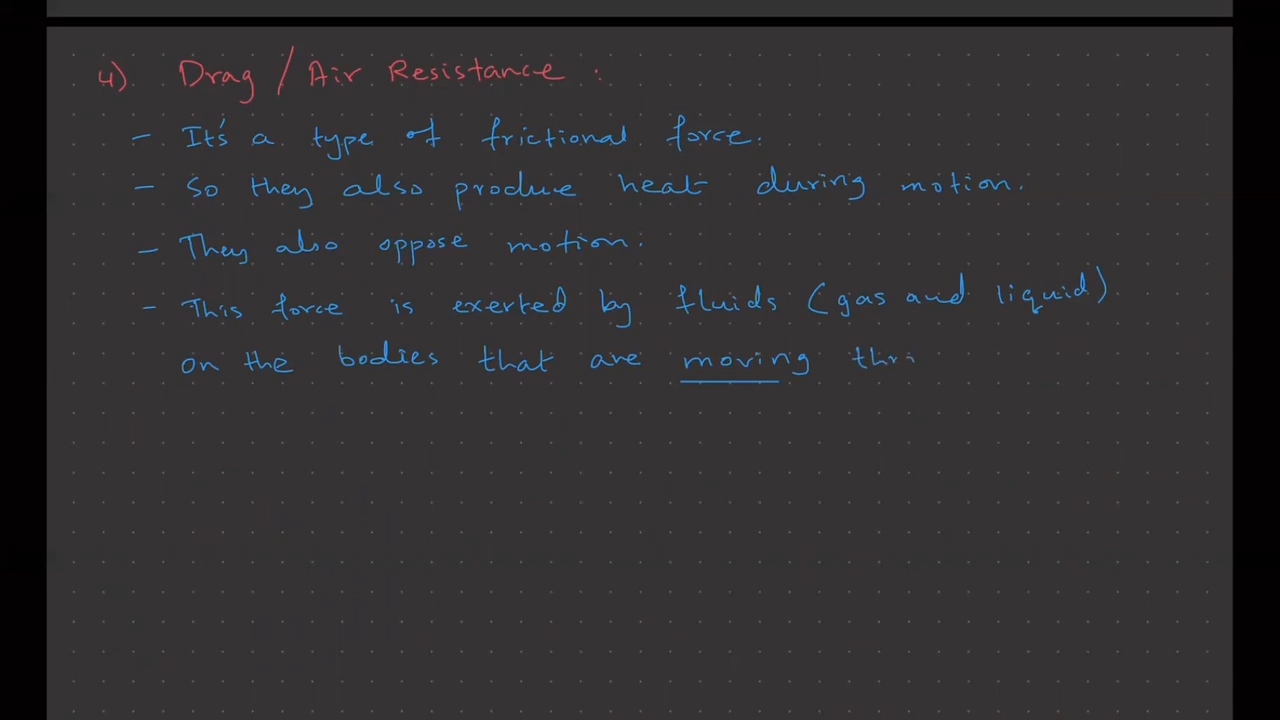 4) Drag / Air Resistance :
- It's a type of frictional force.
- So they also produce heat during motion.
- They also oppose motion.
- This force is exerted by fluids (gas and liquid)
on the bodies that are moving